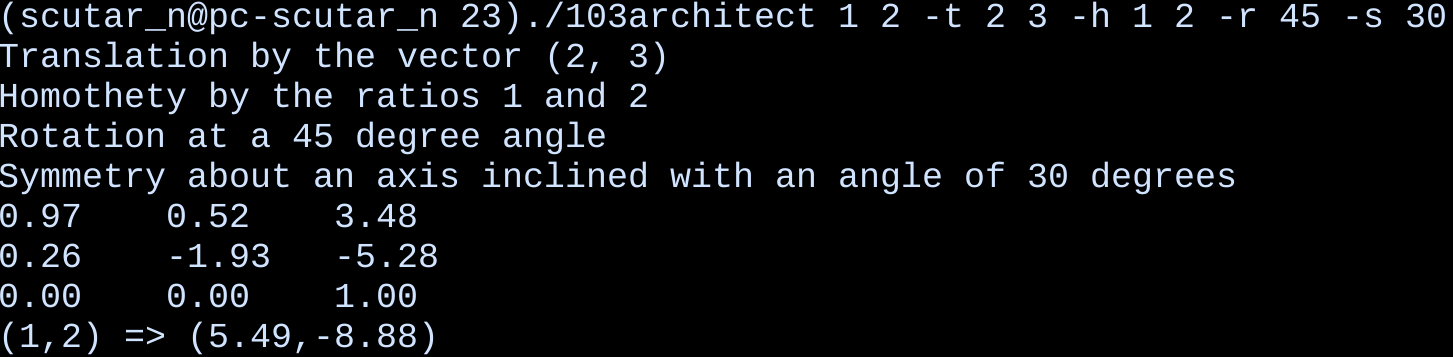 (scutar_n@pc-scutar_n 23)./103architect 1 2 -t 2 3 -h 1 2 -r 45 -s 30
Translation by the vector (2, 3)
Homothety by the ratios 1 and 2
Rotation at a 45 degree angle
Symmetry about an axis inclined with an angle of 30 degrees
0.97    0.52    3.48
0.26    -1.93   -5.28
0.00    0.00    1.00
(1,2) => (5.49,-8.88)